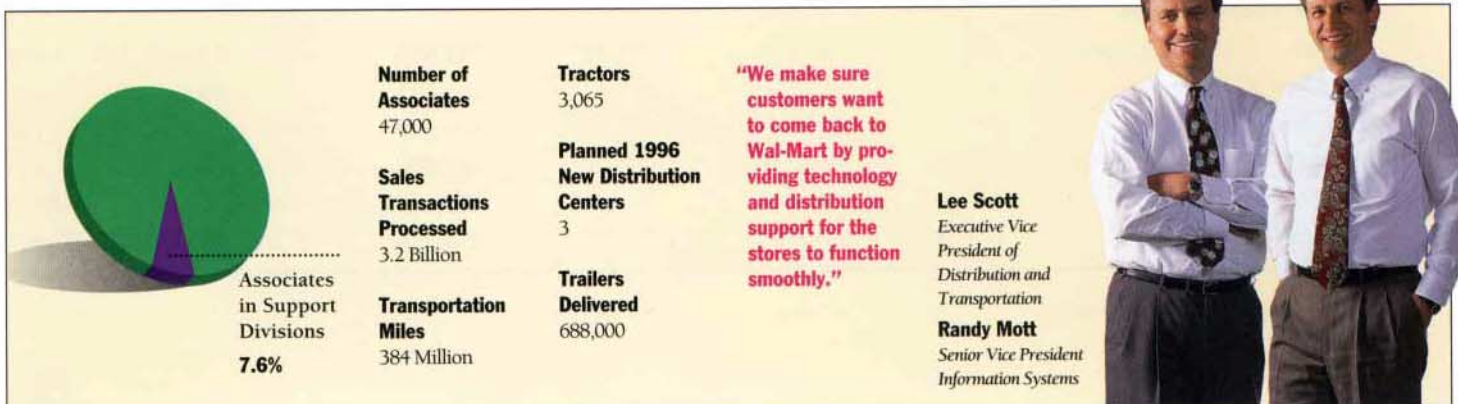 Associates
in Support
Divisions
7.6%
Number of
Associates
47,000
Sales
Transactions
Processed
3.2 Billion
Transportation
Miles
384 Million
Tractors
3,065
Planned 1996
New Distribution
Centers
3
Trailers
Delivered
688,000
“We make sure
customers want
to come back to
Wal-Mart by pro-
viding technology
and distribution
support for the
stores to function
smoothly.”
Lee Scott
Executive Vice
President of
Distribution and
Transportation
Randy Mott
Senior Vice President
Information Systems